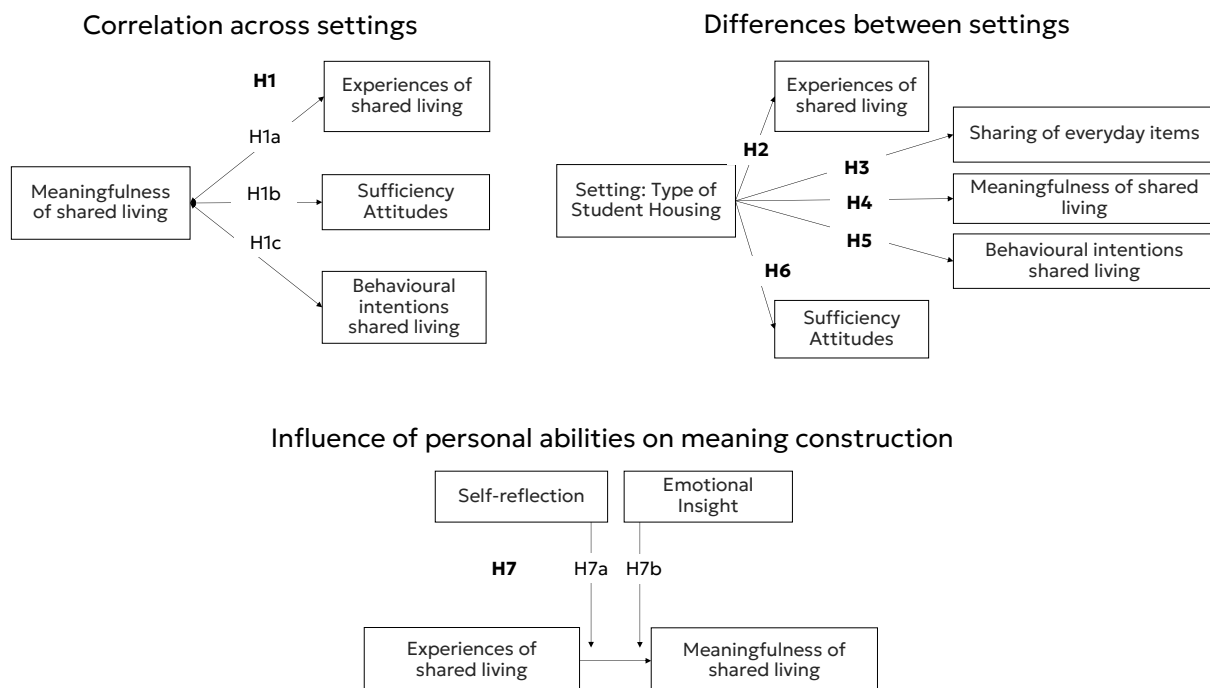 Correlation across settings
H1
Experiences of
shared living
H1a
Meaningfulness
of shared living
H1b
Sufficiency
Attitudes
H1c
Behavioural
intentions
shared living
Differences between settings
Experiences of
shared living
H2
Sharing of everyday items
H3
Setting: Type of
Student Housing
H4
Meaningfulness of shared
living
H5
Behavioural intentions
shared living
H6
Sufficiency
Attitudes
Influence of personal abilities on meaning construction
Self-reflection
Emotional
Insight
H7
H7a
H7b
Experiences of
shared living
Meaningfulness of
shared living